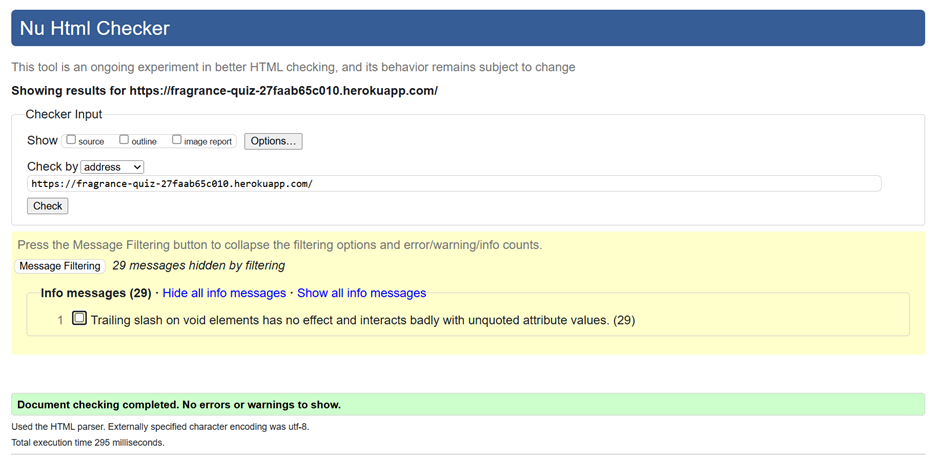 Nu Html Checker
This tool is an ongoing experiment in better HTML checking, and its behavior remains subject to change
Showing results for https://fragrance-quiz-27faab65c010.herokuapp.com/
Checker Input
Show source outline image report Options...
Check by address
https://fragrance-quiz-27faab65c010.herokuapp.com/
Check
Press the Message Filtering button to collapse the filtering options and error/warning/info counts.
Message Filtering 29 messages hidden by filtering
Info messages (29) · Hide all info messages · Show all info messages
1 Trailing slash on void elements has no effect and interacts badly with unquoted attribute values. (29)
Document checking completed. No errors or warnings to show.
Used the HTML parser. Externally specified character encoding was utf-8.
Total execution time 295 milliseconds.